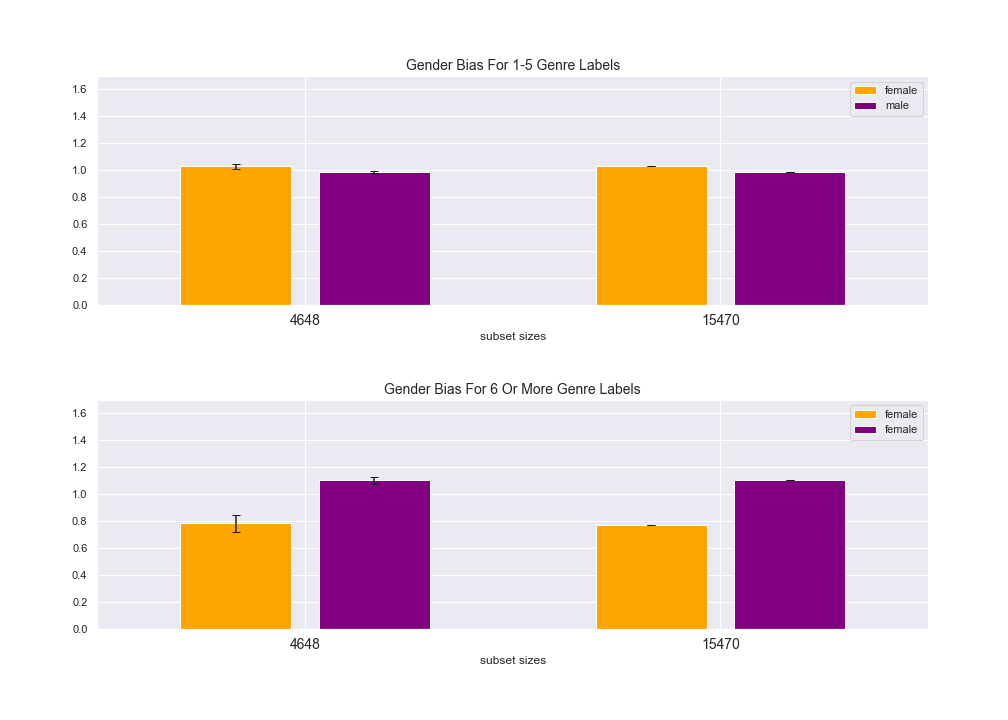 Gender Bias For 1-5 Genre Labels
1.6
1.4
1.2
1.0
0.8
0.6
0.4
0.2
0.0
female
male
4648
15470
subset sizes
Gender Bias For 6 Or More Genre Labels
1.6
1.4
1.2
1.0
0.8
0.6
0.4
0.2
0.0
female
female
4648
15470
subset sizes